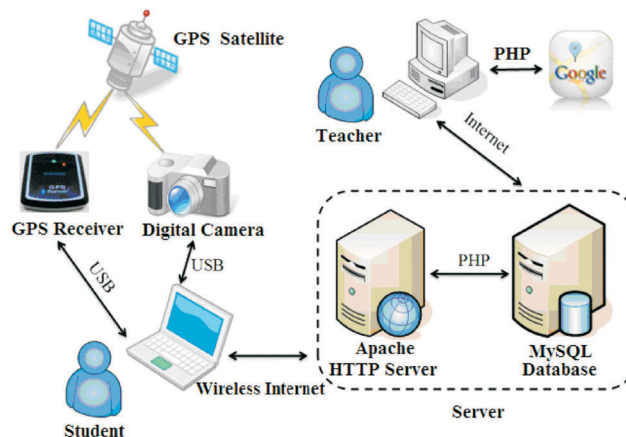 GPS Satellite
PHP
Google
Teacher
Internet
GPS Receiver
Digital Camera
USB
USB
PHP
Apache
HTTP Server
MySQL
Database
Wireless Internet
Student
Server